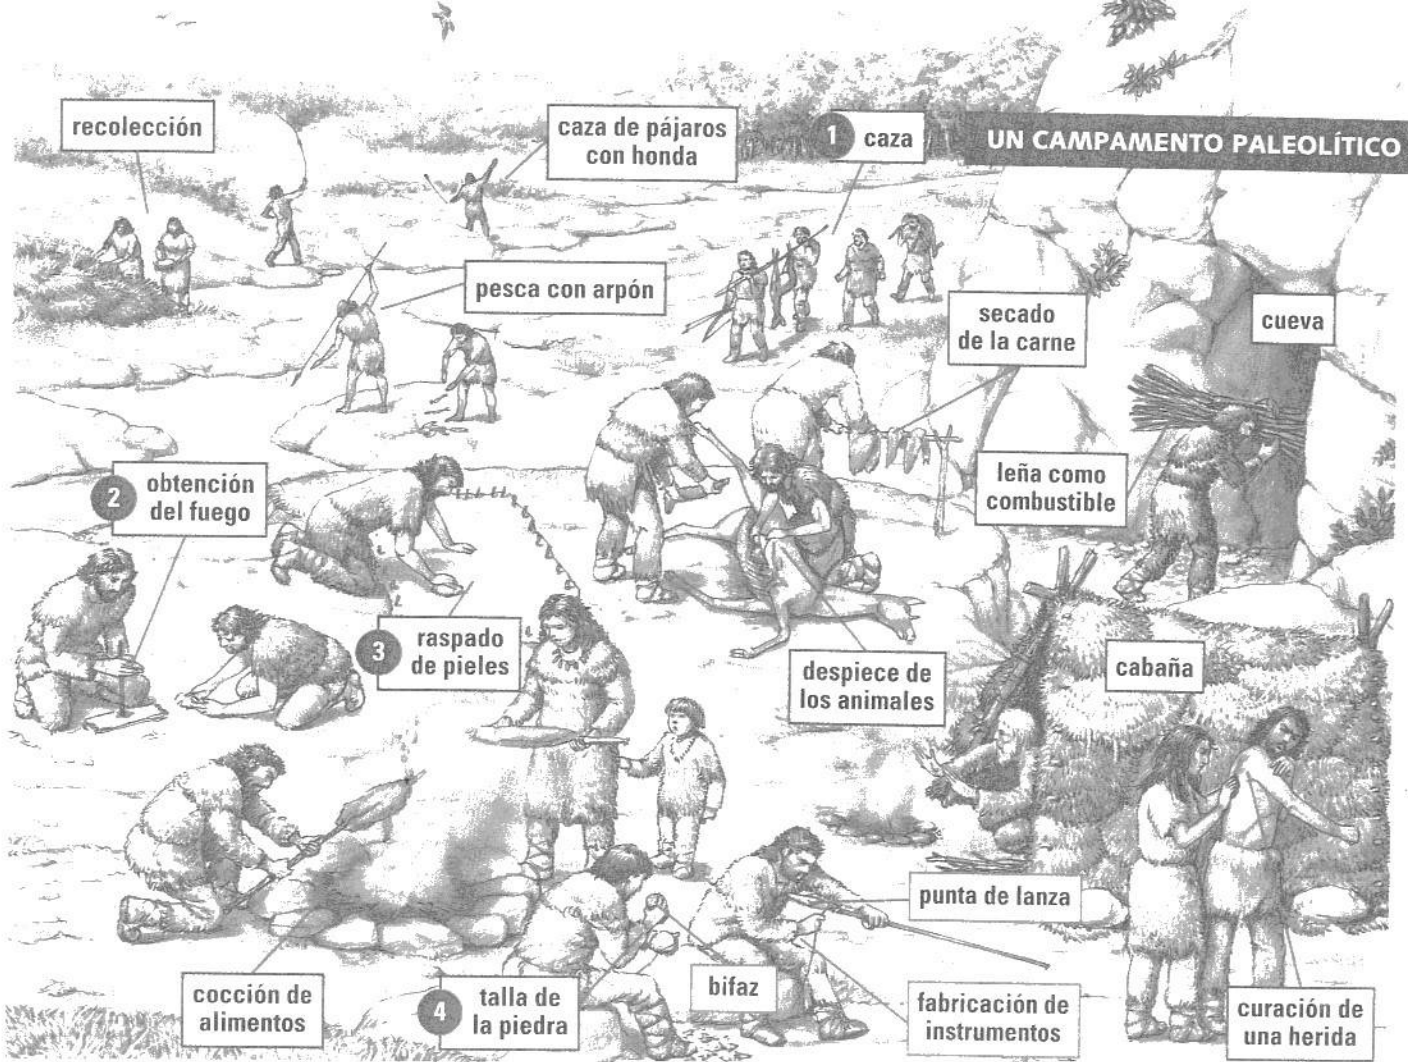 UN CAMPAMENTO PALEOLÍTICO
recolección
caza de pájaros
con honda
1 caza
pesca con arpón
secado
de la carne
cueva
leña como
combustible
2 obtención
del fuego
3 raspado
de pieles
despiece de
los animales
cabaña
punta de lanza
cocción de
alimentos
4 talla de
la piedra
bifaz
fabricación de
instrumentos
curación de
una herida